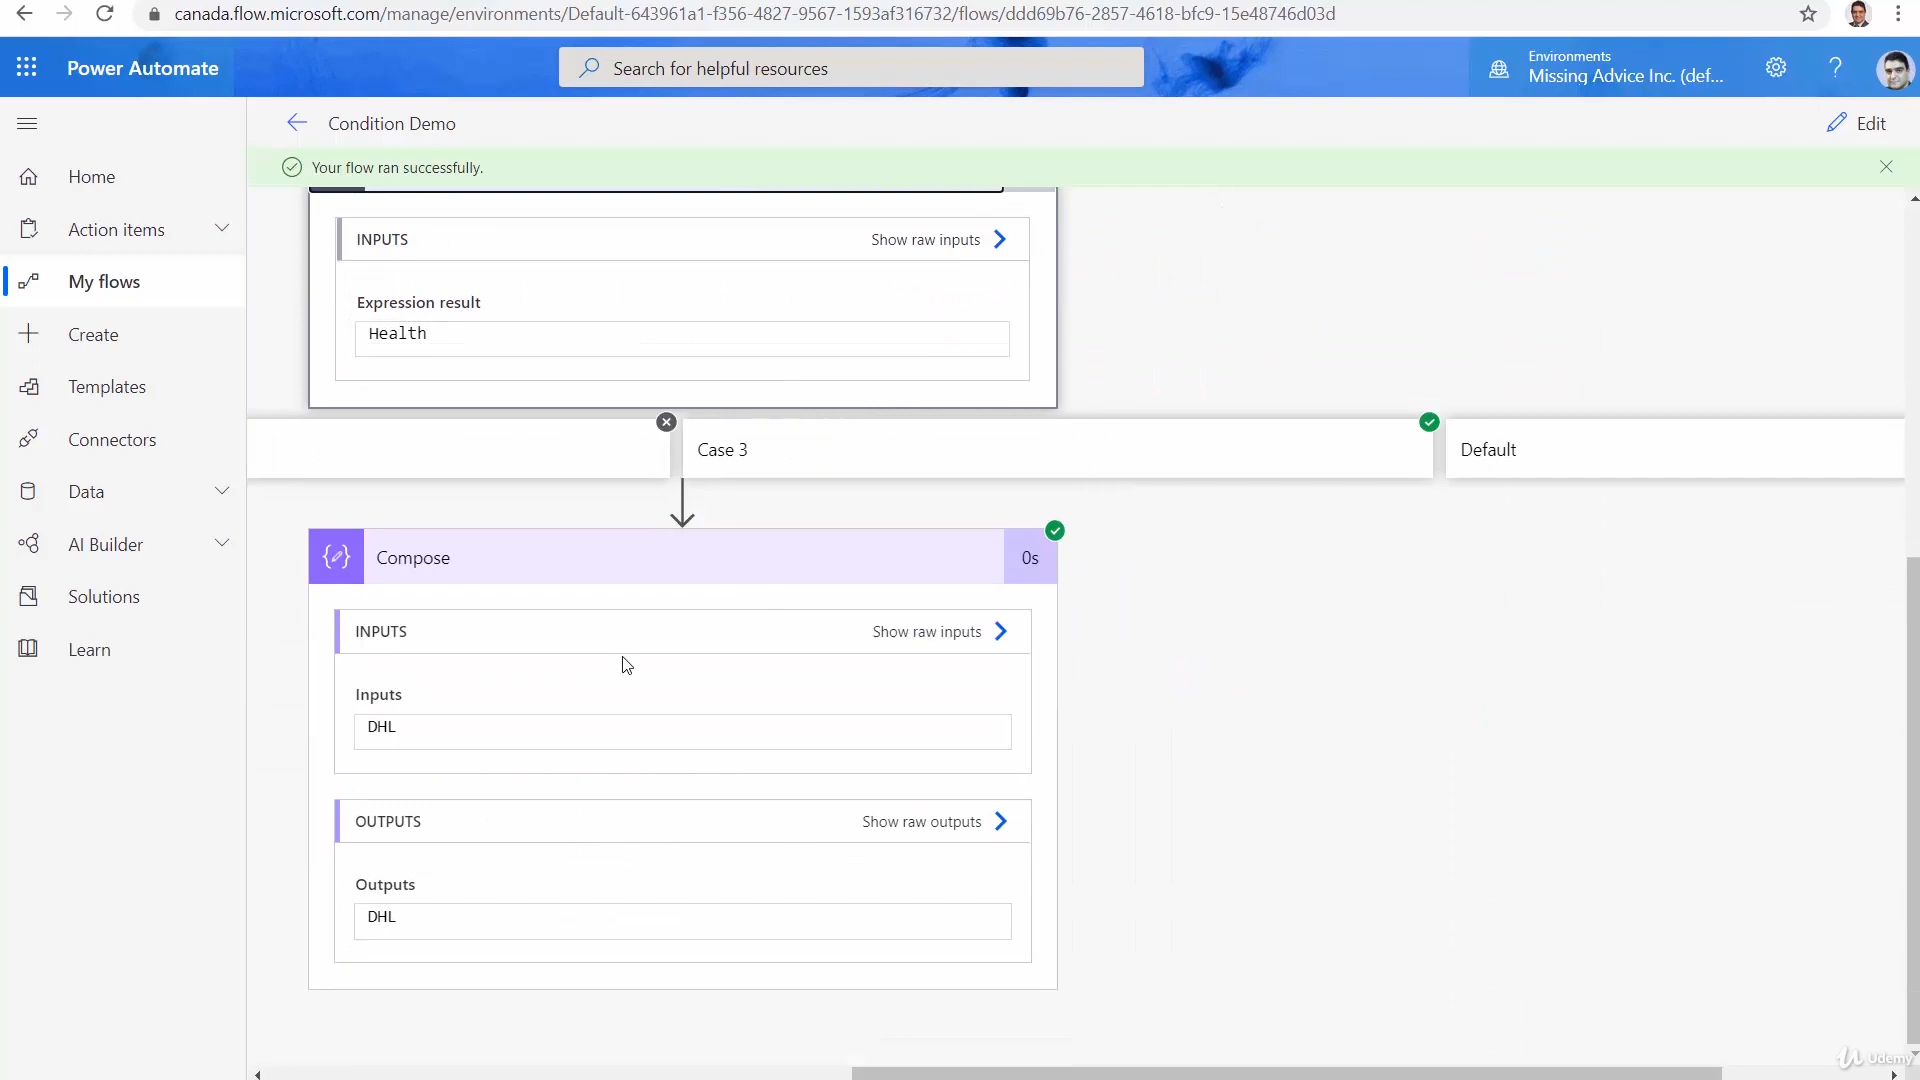 canada.flow.microsoft.com/manage/environments/Default-643961a1-f356-4827-9567-1593af316732/flows/ddd69b76-2857-4618-bfc9-15e48746d03d
Power Automate
Search for helpful resources
Environments
Missing Advice Inc. (def...
?
Condition Demo
Edit
Your flow ran successfully.
Home
Action items
My flows
Create
Templates
Connectors
Data
AI Builder
Solutions
Learn
INPUTS
Show raw inputs
Expression result
Health
Case 3
Default
Compose
0s
INPUTS
Show raw inputs
Inputs
DHL
OUTPUTS
Show raw outputs
Outputs
DHL
Udemy